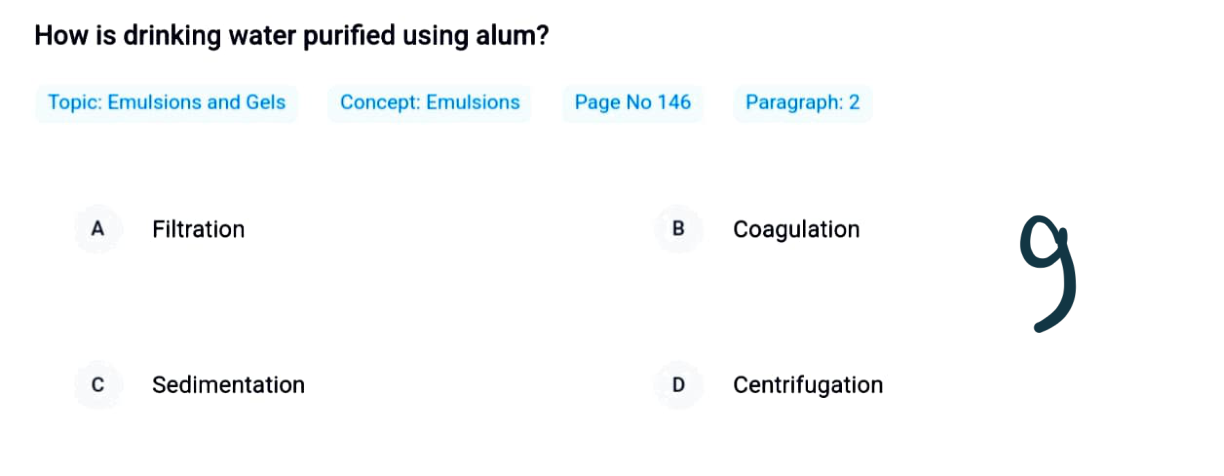 How is drinking water purified using alum?
Topic: Emulsions and Gels Concept: Emulsions Page No 146 Paragraph: 2
A Filtration B Coagulation
9
C Sedimentation D Centrifugation